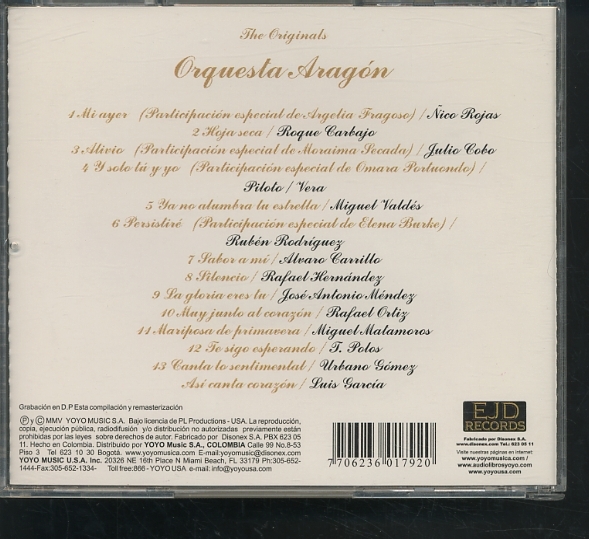 The Originals
Orquesta Aragón
1 Mi ayer (Participación especial de Argelia Fragoso) / Ñico Rojas
2 Hoja seca / Roque Carbajo
3 Alivio (Participación especial de Moraima Secada) / Julio Cobo
4 Y solo tú y yo (Participación especial de Omara Portuondo) /
Piloto / Vera
5 Ya no alumbra tu estrella / Miguel Valdés
6 Persistiré (Participación especial de Elena Burke) /
Rubén Rodríguez
7 Sabor a mí / Alvaro Carrillo
8 Silencio / Rafael Hernández
9 La gloria eres tu / José Antonio Méndez
10 Muy junto al corazón / Rafael Ortiz
11 Mariposa de primavera / Miguel Matamoros
12 Te sigo esperando / T. Polos
13 Canta lo sentimental / Urbano Gómez
Así canta corazón / Luis García
Grabación en D.P Esta compilación y remasterización
Ⓟ y © MMV YOYO MUSIC S.A. Bajo licencia de PL Productions - USA. La reproducción,
copia, ejecución pública, radiodifusión y/o distribución no autorizadas previamente están
prohibidas por las leyes sobre derechos de autor. Fabricado por Disonex S.A. PBX 623 05
11. Hecho en Colombia. Distribuido por YOYO Music S.A., COLOMBIA Calle 99 No.8-53
Piso 3 Tel 623 10 30 Bogotá. www.yoyomusica.com E-mail:yoyomusic@disonex.com
YOYO MUSIC U.S.A. Inc. 20326 NE 16th Place N Miami Beach, FL 33179 Ph:305-652-
1444-Fax:305-652-1334- Toll free:866 - YOYO USA e-mail: info@yoyousa.com
7 706236 017920
EJD
RECORDS
Fabricado por Disonex S.A.
www.disonex.com Tel.: 623 05 11
Visite nuestras páginas en internet:
www.yoyomusica.com /
www.audiolibrosyoyo.com /
www.yoyousa.com